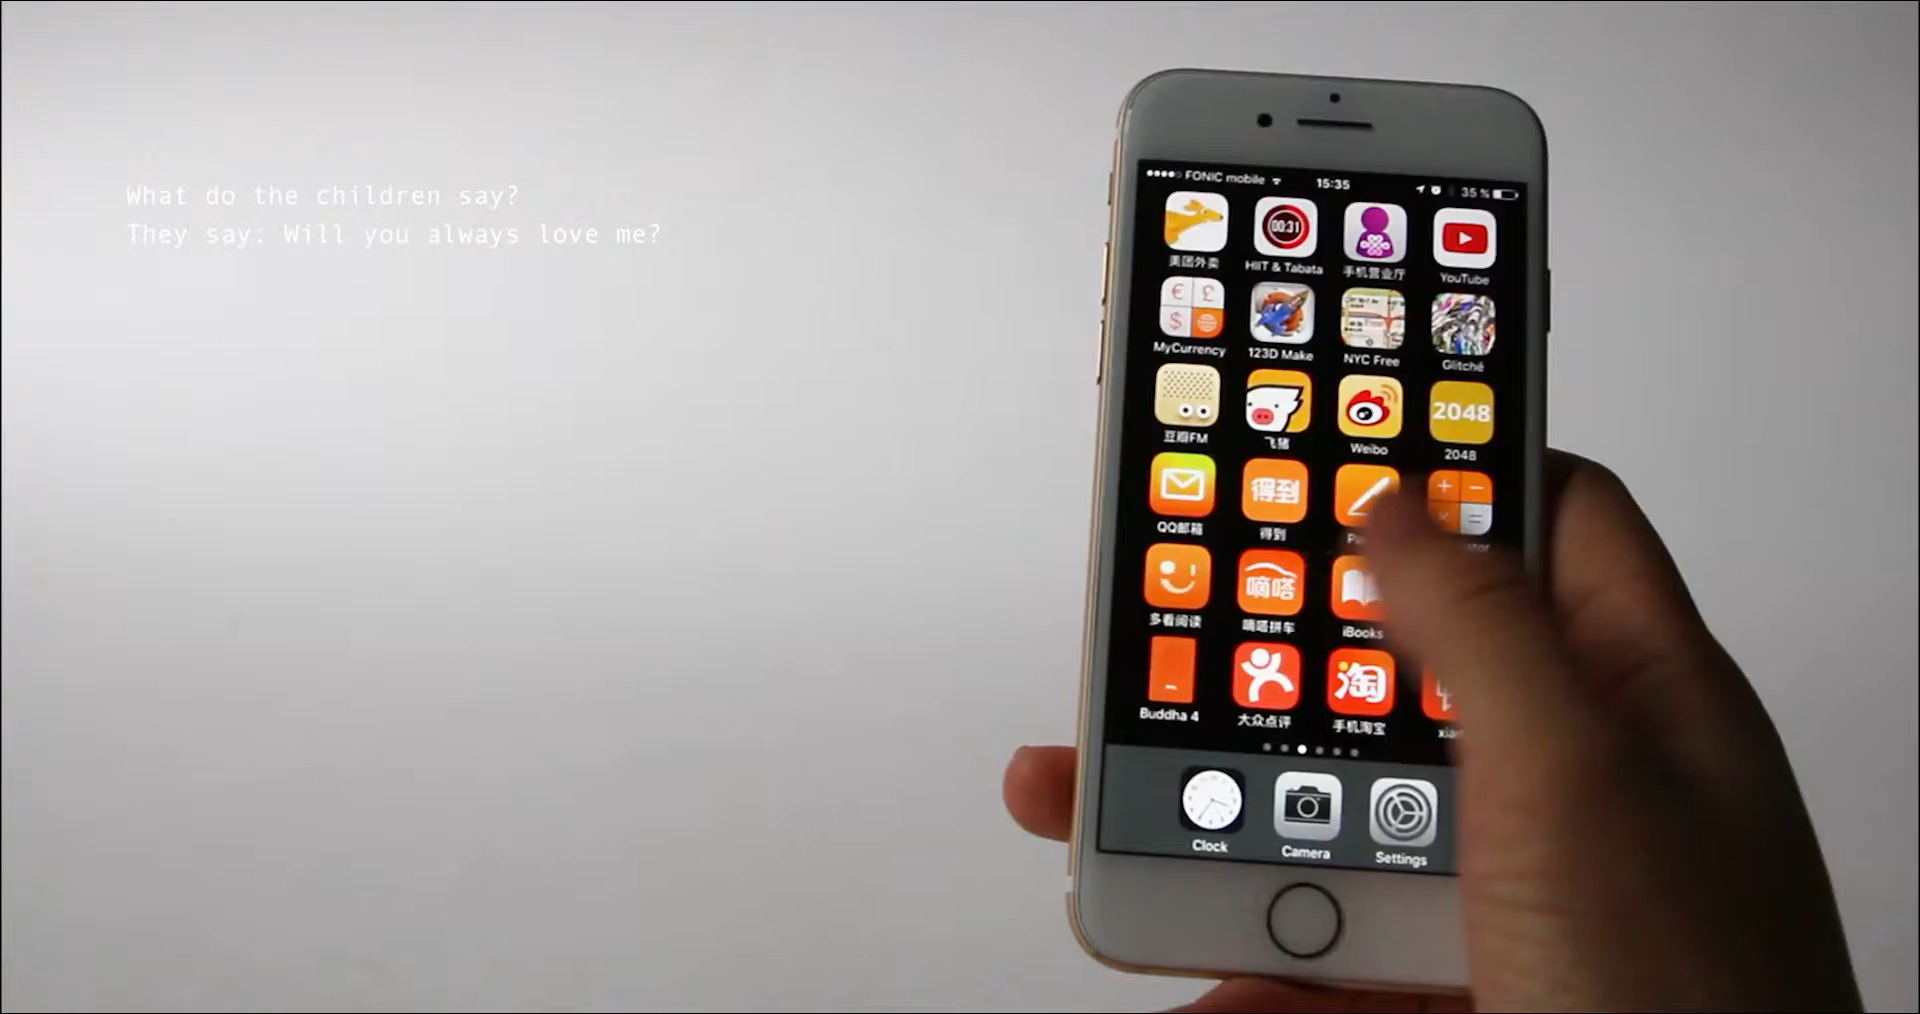 What do the children say?
They say: Will you always love me?
FONIC mobile 15:35 35 %
00:31
美团外卖 HIIT & Tabata 手机营业厅 YouTube
€ £
$
MyCurrency 123D Make NYC Free Glitché
2048
豆瓣FM 飞猪 Weibo 2048
得到
+ −
× =
QQ邮箱 得到
嘀嗒
多看阅读 嘀嗒拼车 iBooks
淘
Buddha 4 大众点评 手机淘宝
Clock Camera Settings